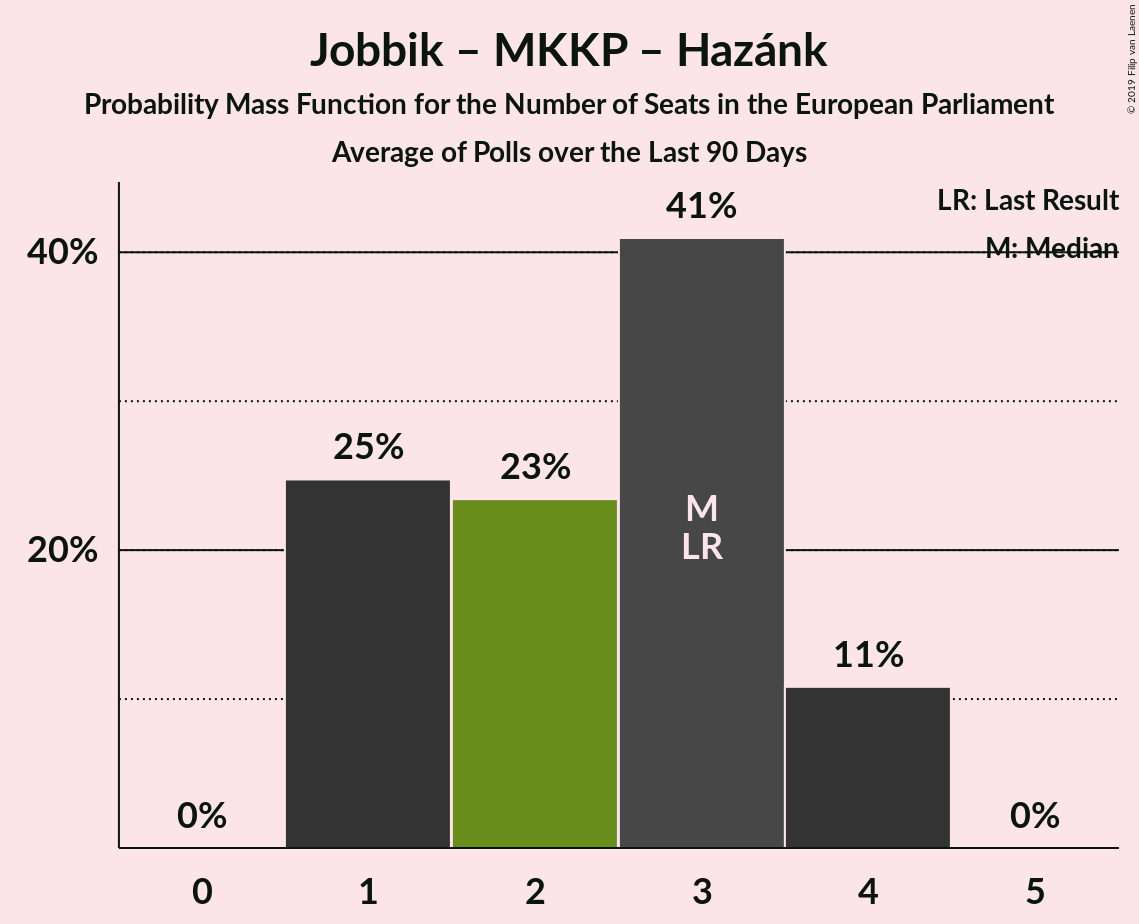 Jobbik – MKKP – Hazánk
Probability Mass Function for the Number of Seats in the European Parliament
Average of Polls over the Last 90 Days
© 2019 Filip van Laenen
LR: Last Result
M: Median
41%
40%
25%
23%
M
LR
20%
11%
0%
0%
0
1
2
3
4
5